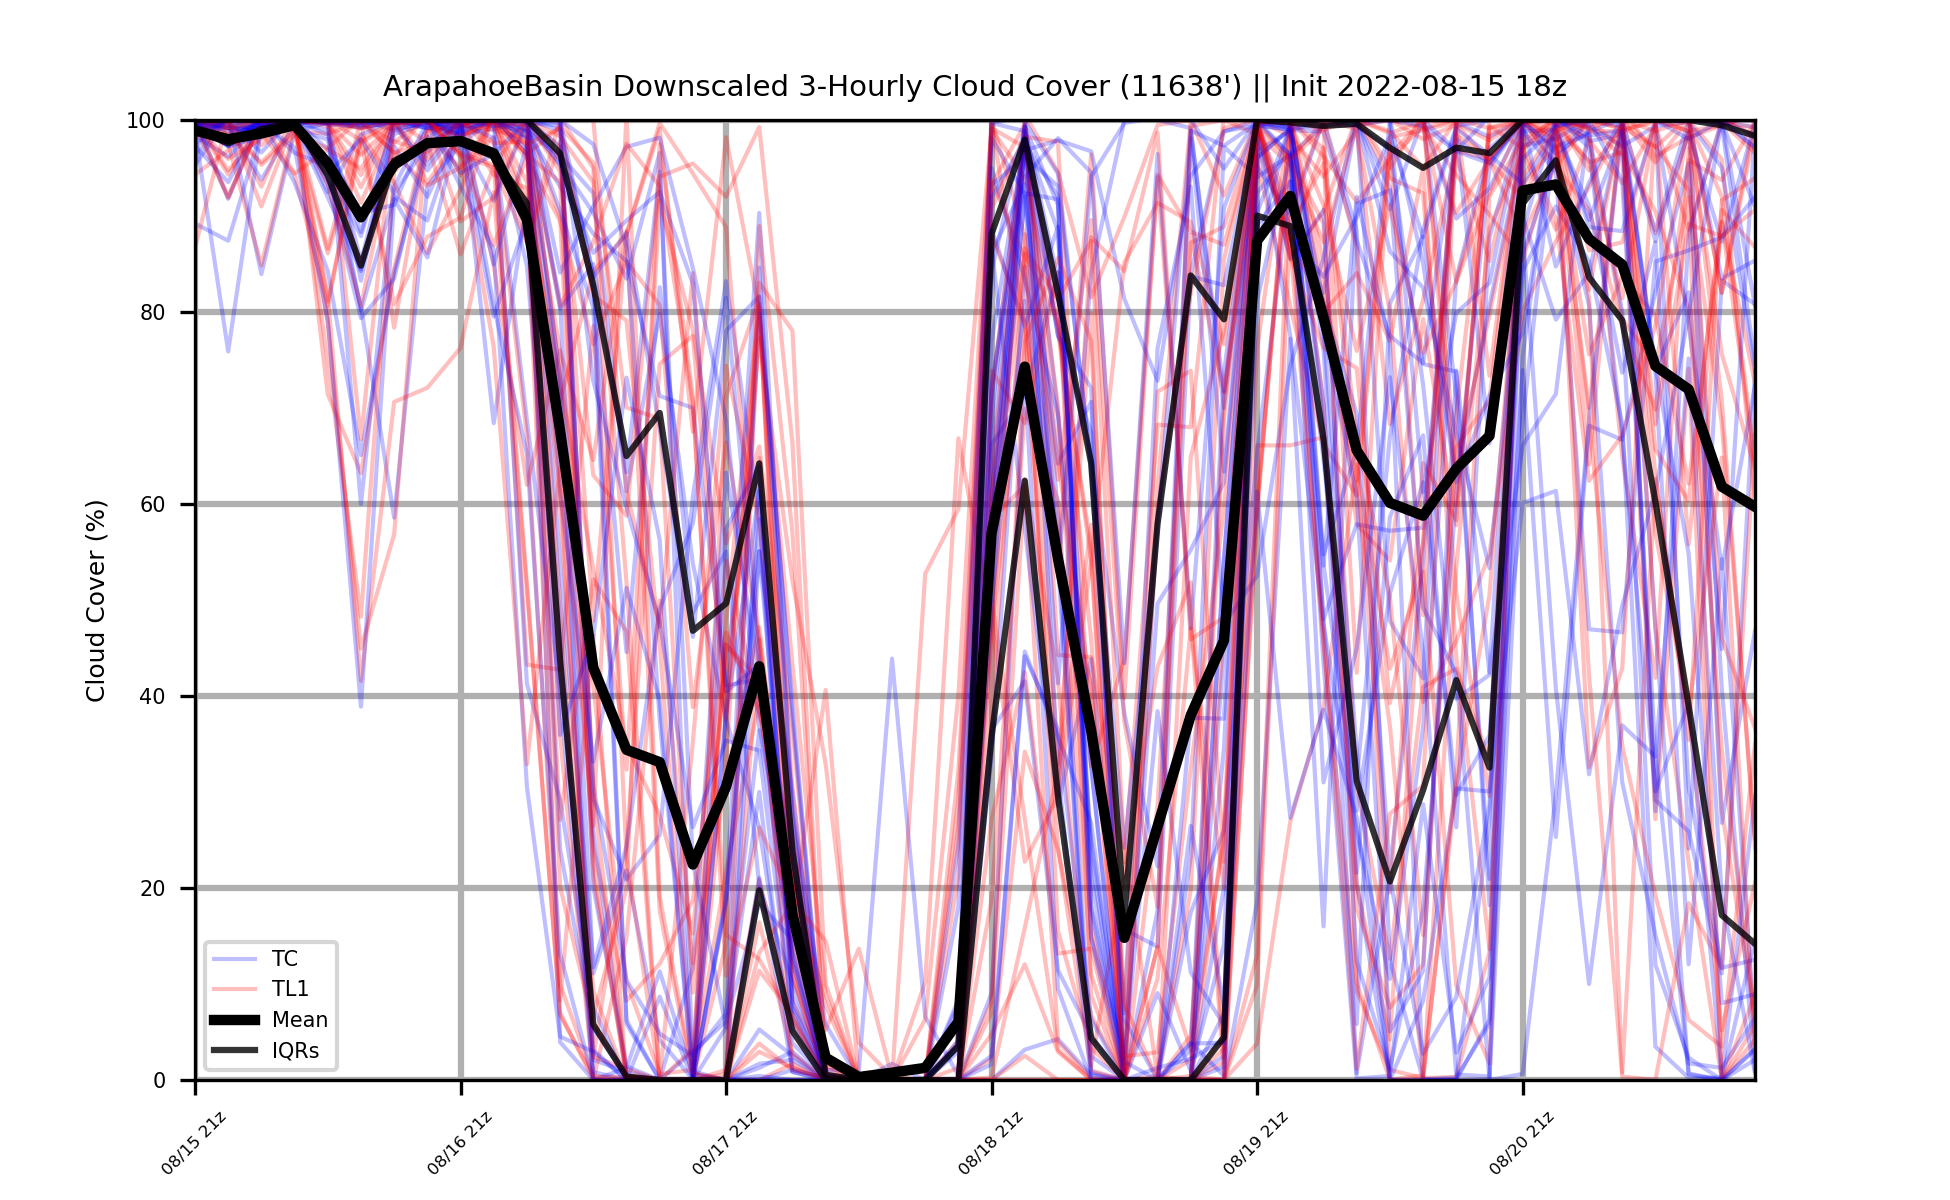 ArapahoeBasin Downscaled 3-Hourly Cloud Cover (11638') || Init 2022-08-15 18z
Cloud Cover (%)
100
80
60
40
20
0
TC
TL1
Mean
IQRs
08/15 21z
08/16 21z
08/17 21z
08/18 21z
08/19 21z
08/20 21z